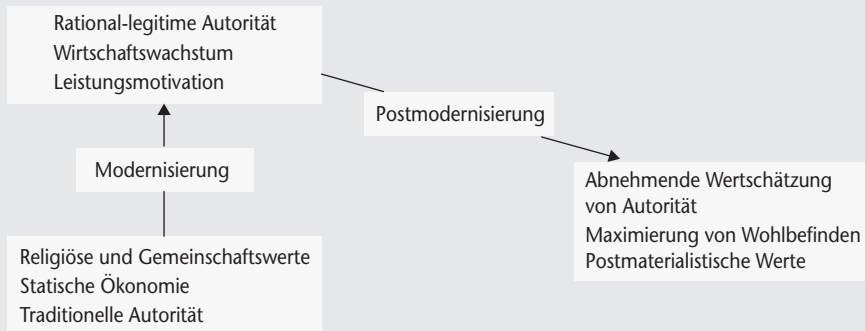 Rational-legitime Autorität
Wirtschaftswachstum
Leistungsmotivation
Postmodernisierung
Modernisierung
Abnehmende Wertschätzung
von Autorität
Maximierung von Wohlbefinden
Postmaterialistische Werte
Religiöse und Gemeinschaftswerte
Statische Ökonomie
Traditionelle Autorität